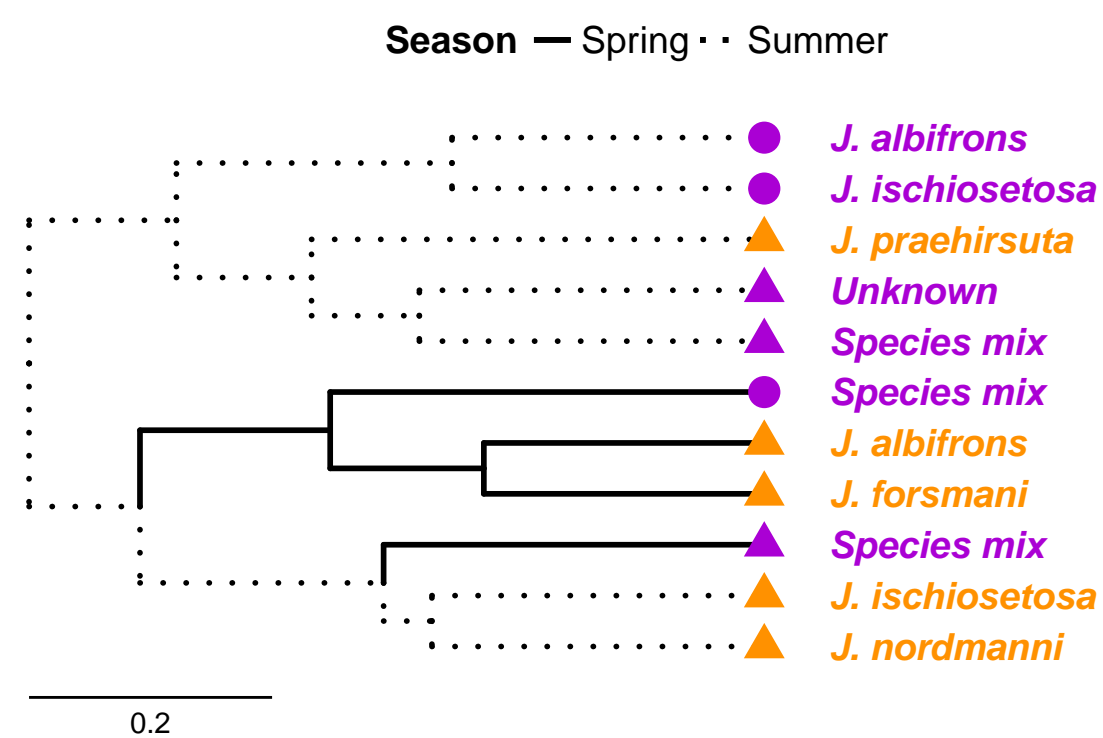 Season Spring Summer
J. albifrons
J. ischiosetosa
J. praehirsuta
Unknown
Species mix
Species mix
J. albifrons
J. forsmani
Species mix
J. ischiosetosa
J. nordmanni
0.2